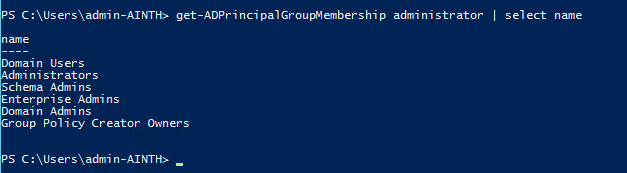 PS C:\Users\admin-AINTH> get-ADPrincipalGroupMembership administrator | select name
name
----
Domain Users
Administrators
Schema Admins
Enterprise Admins
Domain Admins
Group Policy Creator Owners
PS C:\Users\admin-AINTH> _